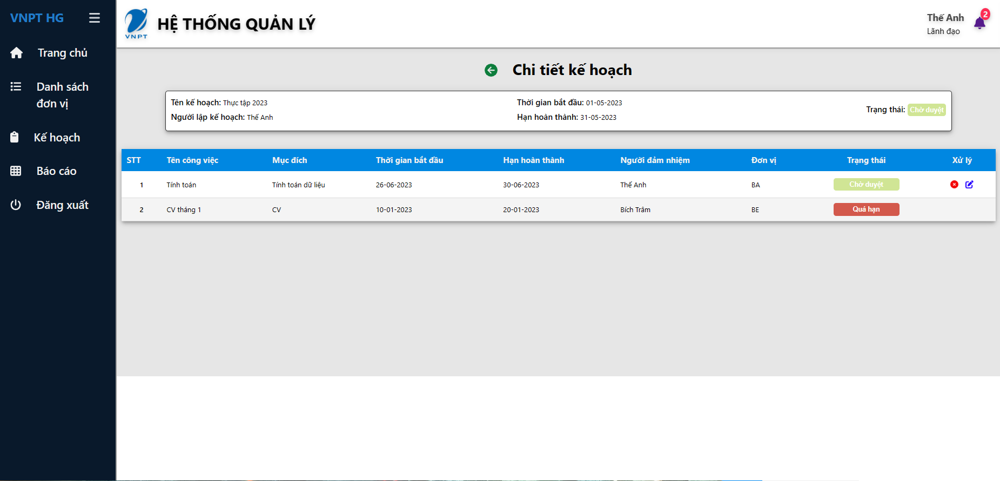 VNPT HG
Trang chủ
Danh sách
đơn vị
Kế hoạch
Báo cáo
Đăng xuất
VNPT
HỆ THỐNG QUẢN LÝ
Thế Anh
Lãnh đạo
2
Chi tiết kế hoạch
Tên kế hoạch: Thực tập 2023
Người lập kế hoạch: Thế Anh
Thời gian bắt đầu: 01-05-2023
Hạn hoàn thành: 31-05-2023
Trạng thái: Chờ duyệt
STT Tên công việc Mục đích Thời gian bắt đầu Hạn hoàn thành Người đảm nhiệm Đơn vị Trạng thái Xử lý
1 Tính toán Tính toán dữ liệu 26-06-2023 30-06-2023 Thế Anh BA Chờ duyệt
2 CV tháng 1 CV 10-01-2023 20-01-2023 Bích Trâm BE Quá hạn